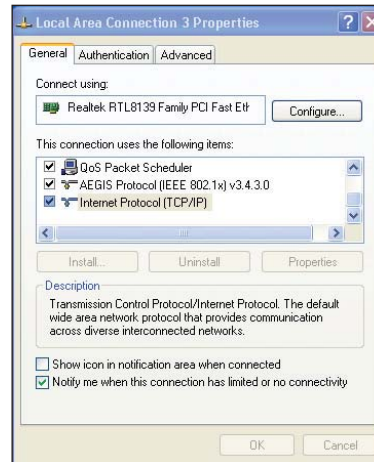 Local Area Connection 3 Properties
General
Authentication
Advanced
Connect using:
Realtek RTL8139 Family PCI Fast Eth
Configure...
This connection uses the following items:
QoS Packet Scheduler
AEGIS Protocol (IEEE 802.1x) v3.4.3.0
Internet Protocol (TCP/IP)
Install...
Uninstall
Properties
Description
Transmission Control Protocol/Internet Protocol. The default
wide area network protocol that provides communication
across diverse interconnected networks.
Show icon in notification area when connected
Notify me when this connection has limited or no connectivity
OK
Cancel